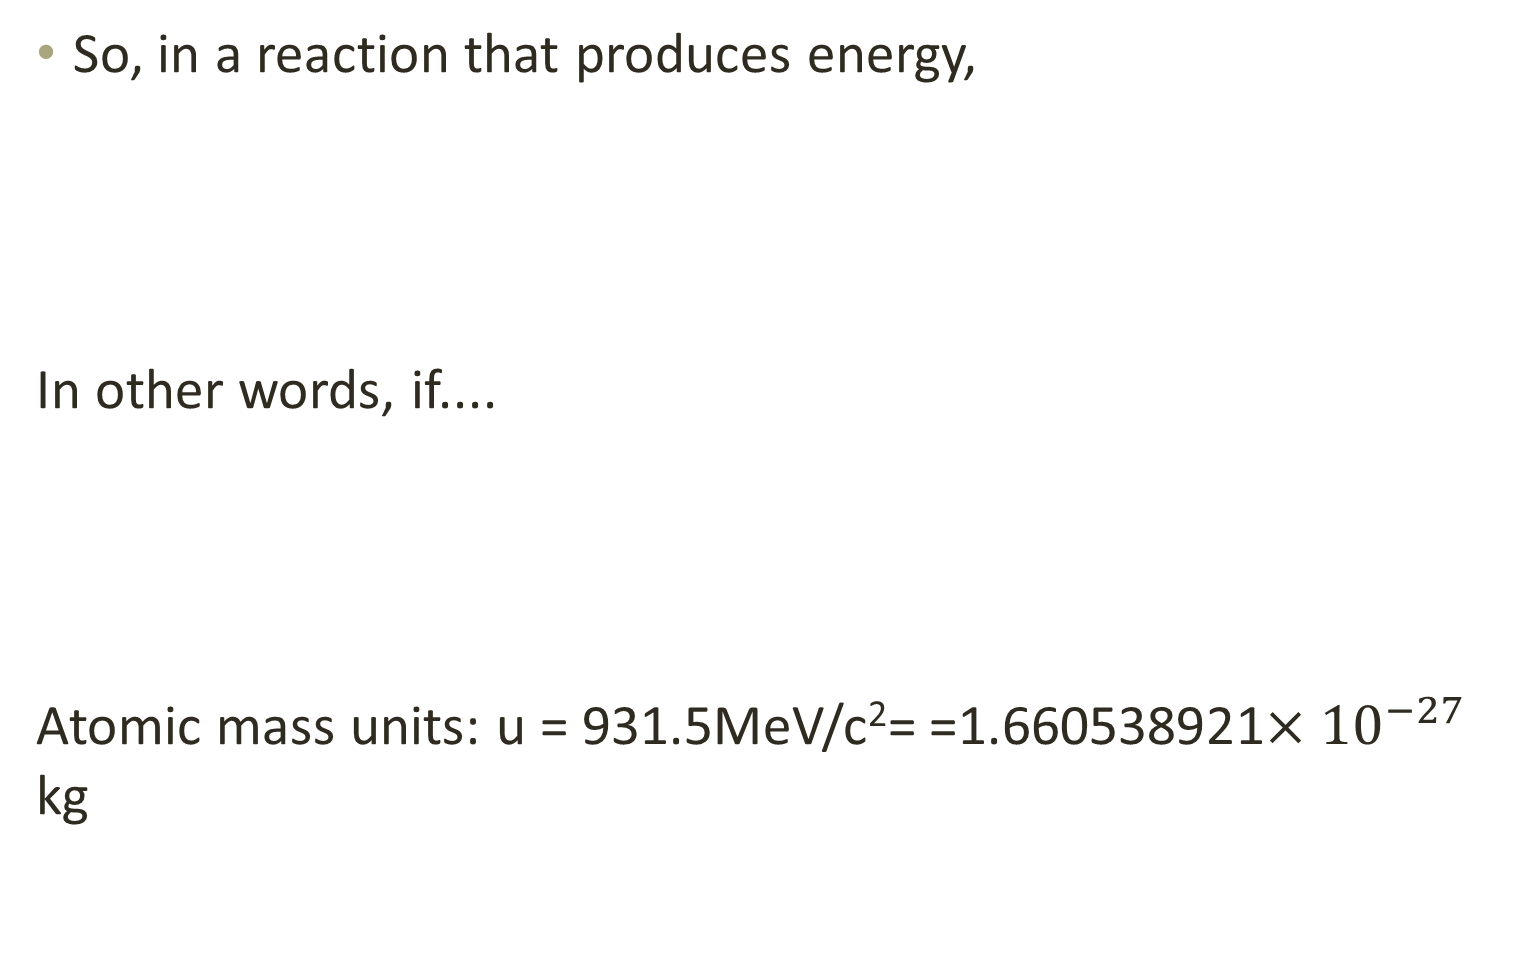 • So, in a reaction that produces energy,
In other words, if....
Atomic mass units: u = 931.5MeV/c²= =1.660538921× 10⁻²⁷
kg